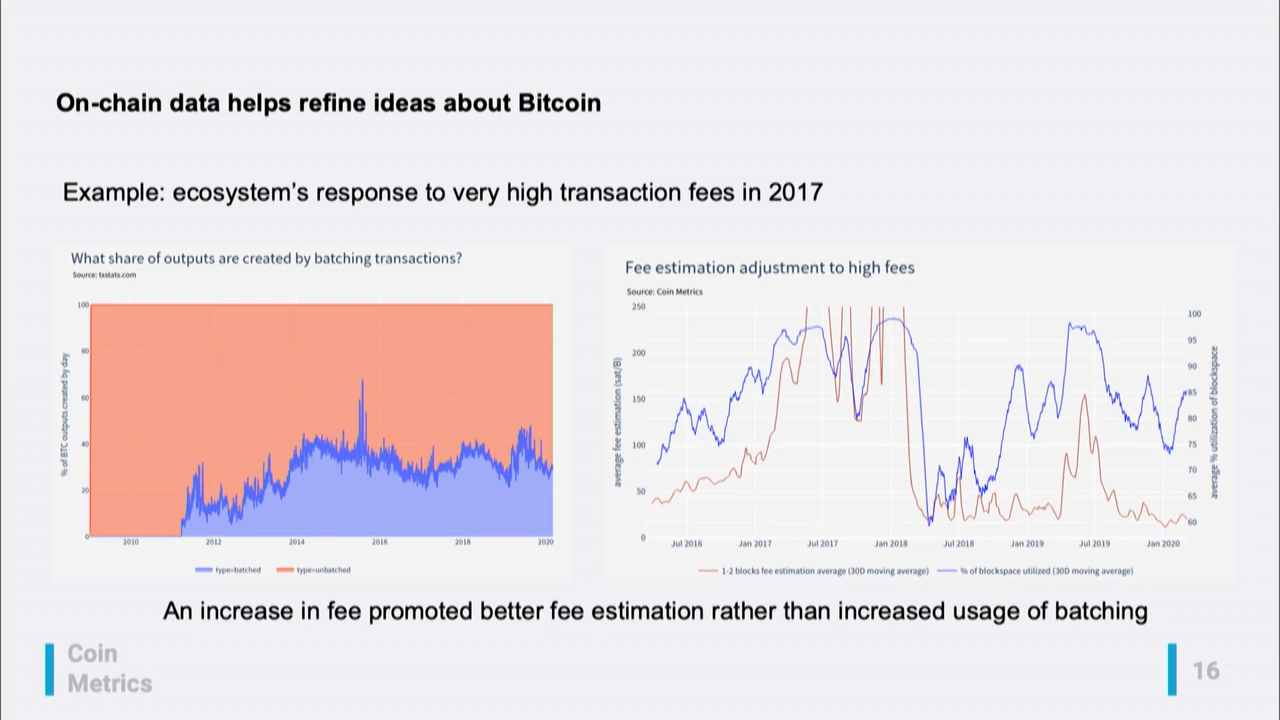 On-chain data helps refine ideas about Bitcoin
Example: ecosystem's response to very high transaction fees in 2017
What share of outputs are created by batching transactions?
Source: txstats.com
% of BTC outputs created by day
100
80
60
40
20
0
2010
2012
2014
2016
2018
2020
type=batched
type=unbatched
Fee estimation adjustment to high fees
Source: Coin Metrics
average fee estimation (sat/B)
250
200
150
100
50
0
100
95
90
85
80
75
70
65
60
average % utilization of blockspace
Jul 2016
Jan 2017
Jul 2017
Jan 2018
Jul 2018
Jan 2019
Jul 2019
Jan 2020
1-2 blocks fee estimation average (30D moving average)
% of blockspace utilized (30D moving average)
An increase in fee promoted better fee estimation rather than increased usage of batching
Coin
Metrics
16